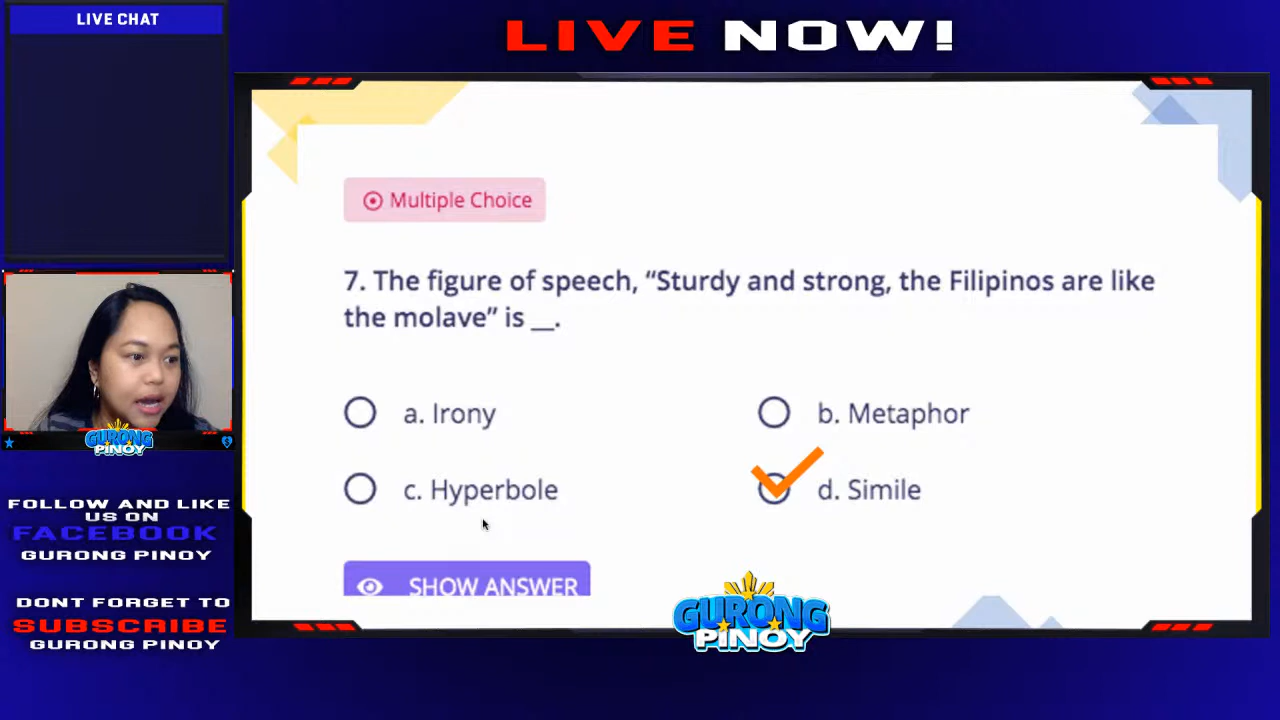 LIVE CHAT
LIVE NOW!
Multiple Choice
7. The figure of speech, “Sturdy and strong, the Filipinos are like
the molave” is __.
a. Irony
b. Metaphor
c. Hyperbole
d. Simile
SHOW ANSWER
GURONG
PINOY
GURONG
PINOY
FOLLOW AND LIKE
US ON
FACEBOOK
GURONG PINOY
DONT FORGET TO
SUBSCRIBE
GURONG PINOY